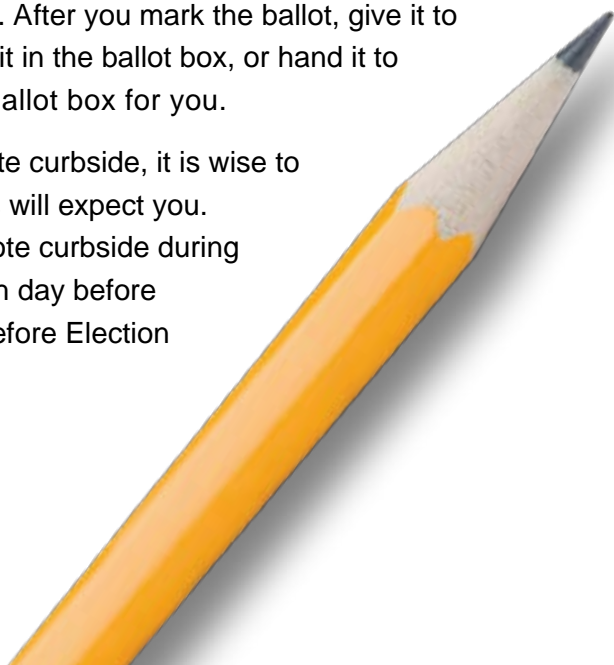 . After you mark the ballot, give it to
it in the ballot box, or hand it to
allot box for you.
te curbside, it is wise to
will expect you.
ote curbside during
n day before
efore Election